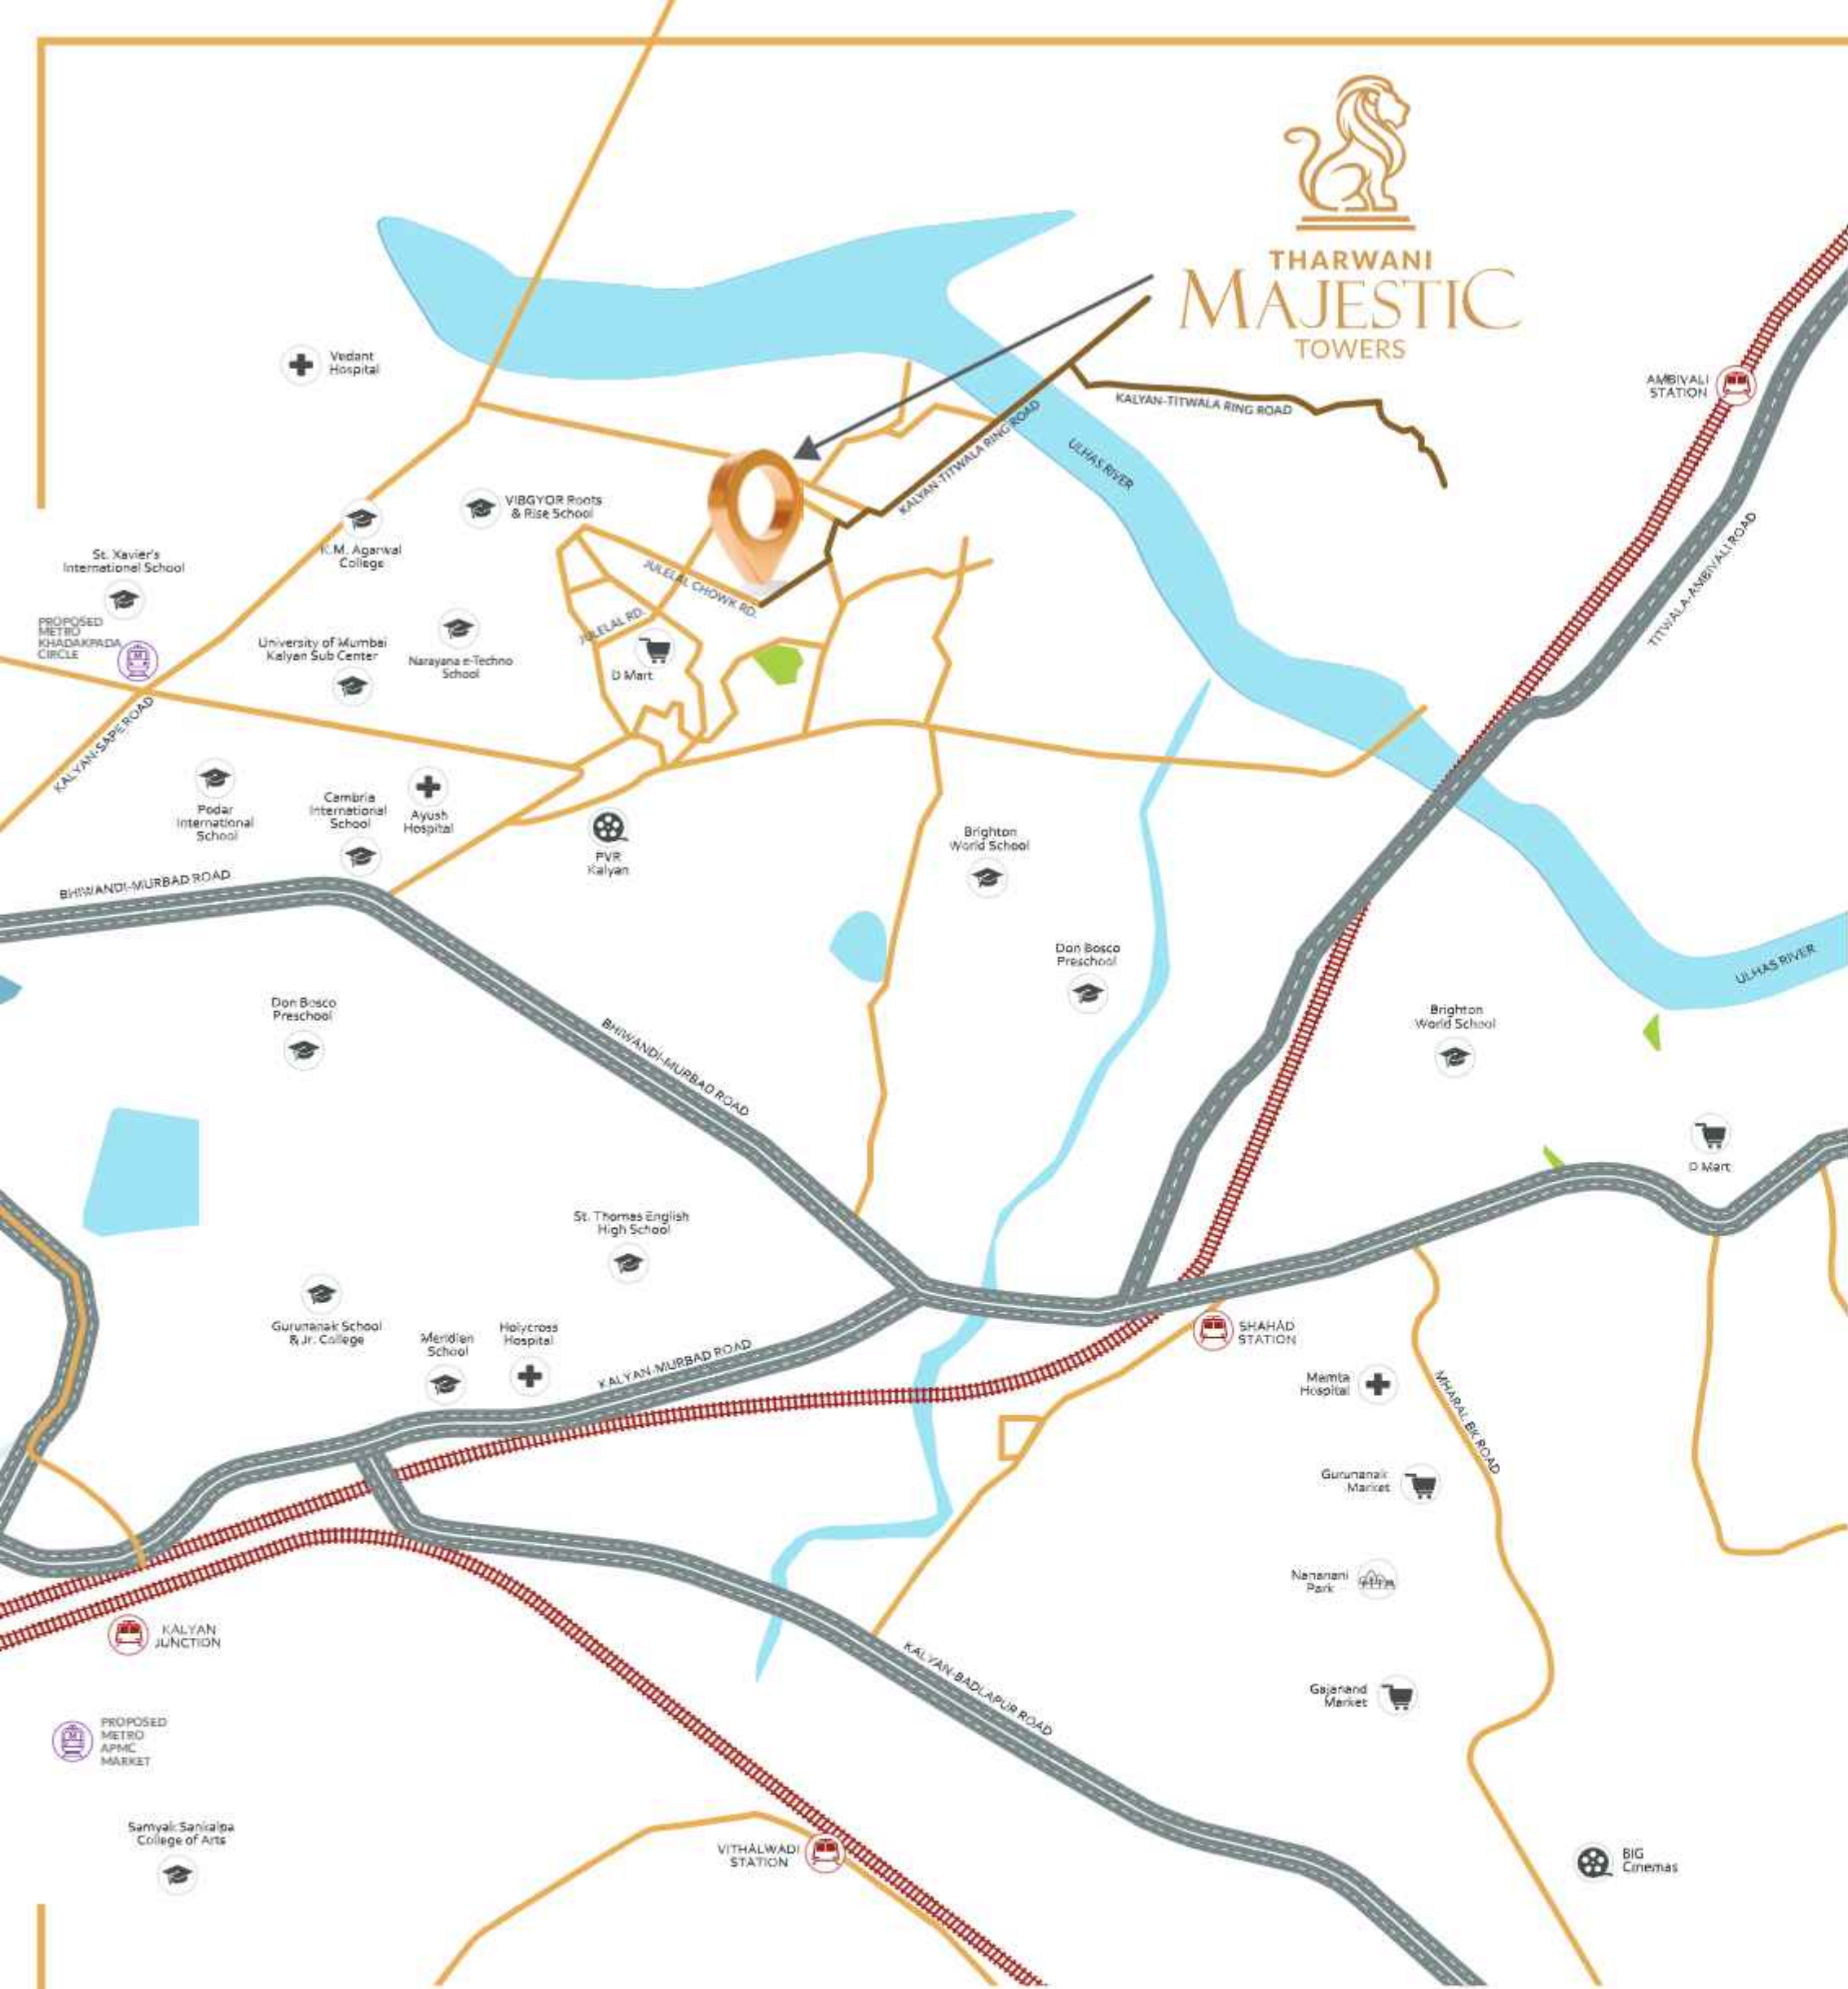 THARWANI
MAJESTIC
TOWERS
Vedant
Hospital
AMBIVALI
STATION
KALYAN-TITWALA RING ROAD
KALYAN-TITWALA RING ROAD
ULHAS RIVER
VIBGYOR Roots
& Rise School
K.M. Agarwal
College
St. Xavier's
International School
PROPOSED
METRO
KHADAKPADA
CIRCLE
University of Mumbai
Kalyan Sub Center
Narayana e-Techno
School
JULELAL CHOWK RD.
JULELAL RD.
D Mart
TITWALA-AMBIVALI ROAD
KALYAN-SAPE ROAD
Podar
International
School
Cambria
International
School
Ayush
Hospital
PVR
Kalyan
Brighton
World School
BHIWANDI-MURBAD ROAD
Don Bosco
Preschool
ULHAS RIVER
Don Bosco
Preschool
Brighton
World School
BHIWANDI-MURBAD ROAD
D Mart
St. Thomas English
High School
Gurunanak School
& Jr. College
Meridien
School
Holycross
Hospital
KALYAN-MURBAD ROAD
SHAHAD
STATION
Mamta
Hospital
MHARAL BK ROAD
Gurunanak
Market
Nananani
Park
KALYAN
JUNCTION
KALYAN-BADLAPUR ROAD
Gajanand
Market
PROPOSED
METRO
APMC
MARKET
Samyak Sankalpa
College of Arts
VITHALWADI
STATION
BIG
Cinemas